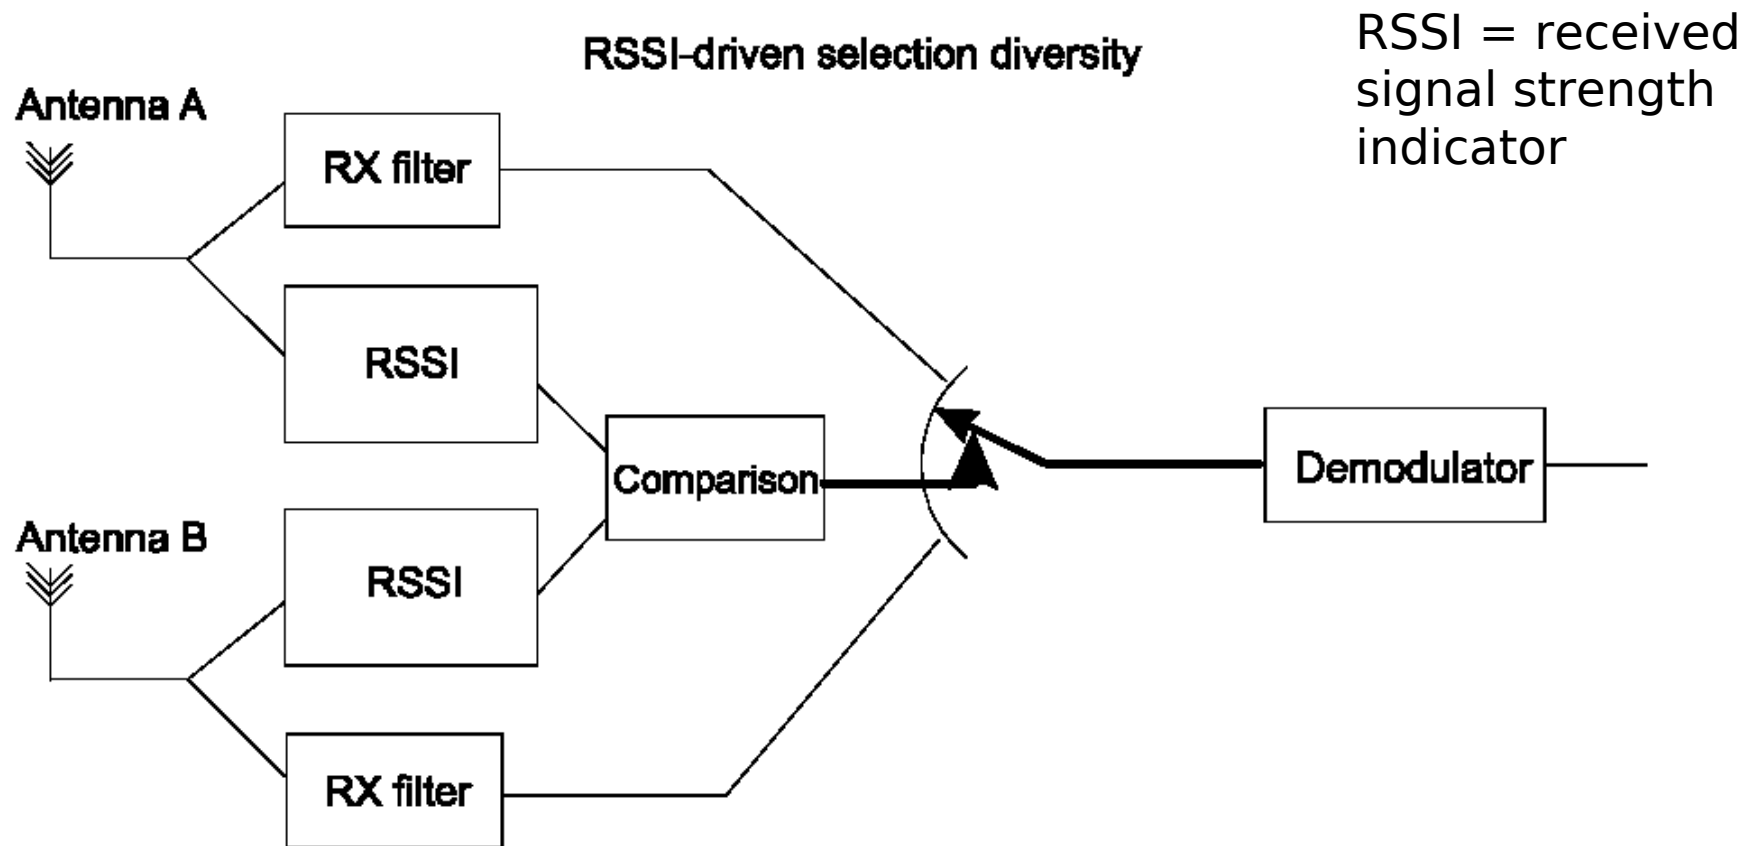 RSSI-driven selection diversity
RSSI = received
signal strength
indicator
Antenna A
RX filter
RSSI
Comparison
Demodulator
Antenna B
RSSI
RX filter